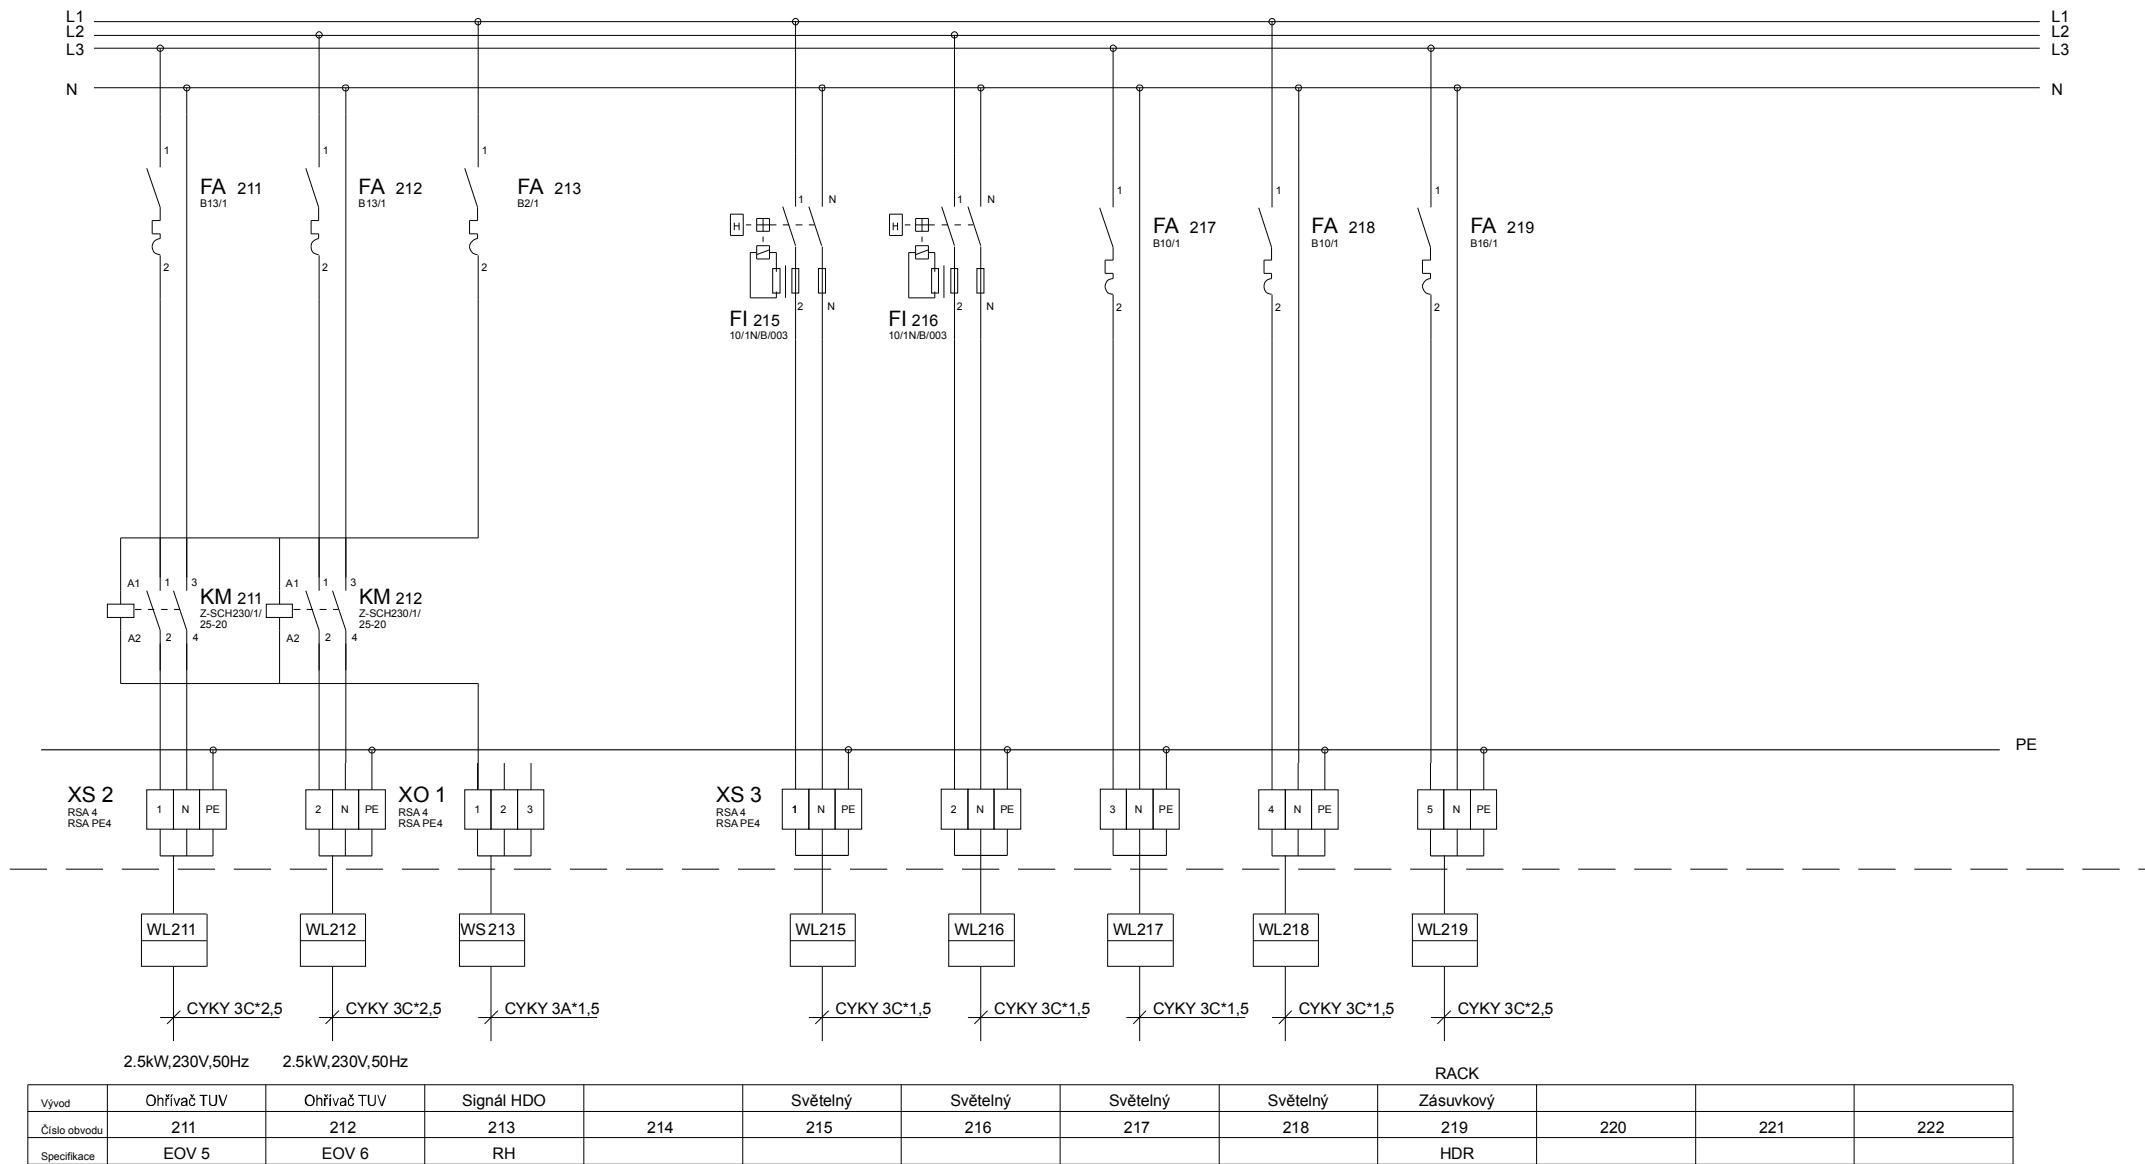 L1 L1
L2 L2
L3 L3
N N
1 1 1
FA 211 FA 212 FA 213
B13/1 B13/1 B2/1
2 2 2
1 N 1 N 1 1 1
H H
FA 217 FA 218 FA 219
B10/1 B10/1 B16/1
2 N 2 N 2 2 2
FI 215 FI 216
10/1N/B/003 10/1N/B/003
A1 1 3 A1 1 3
KM 211 KM 212
Z-SCH230/1/ Z-SCH230/1/
25-20 25-20
A2 2 4 A2 2 4
PE
XS 2 XO 1 XS 3
RSA 4 RSA 4 RSA 4
RSA PE4 RSA PE4 RSA PE4
1 N PE 2 N PE 1 2 3 1 N PE 2 N PE 3 N PE 4 N PE 5 N PE
WL211 WL212 WS213 WL215 WL216 WL217 WL218 WL219
CYKY 3C*2,5 CYKY 3C*2,5 CYKY 3A*1,5 CYKY 3C*1,5 CYKY 3C*1,5 CYKY 3C*1,5 CYKY 3C*1,5 CYKY 3C*2,5
2.5kW,230V,50Hz 2.5kW,230V,50Hz
RACK
Vývod Ohřívač TUV Ohřívač TUV Signál HDO Světelný Světelný Světelný Světelný Zásuvkový
Číslo obvodu 211 212 213 214 215 216 217 218 219 220 221 222
Specifikace EOV 5 EOV 6 RH HDR